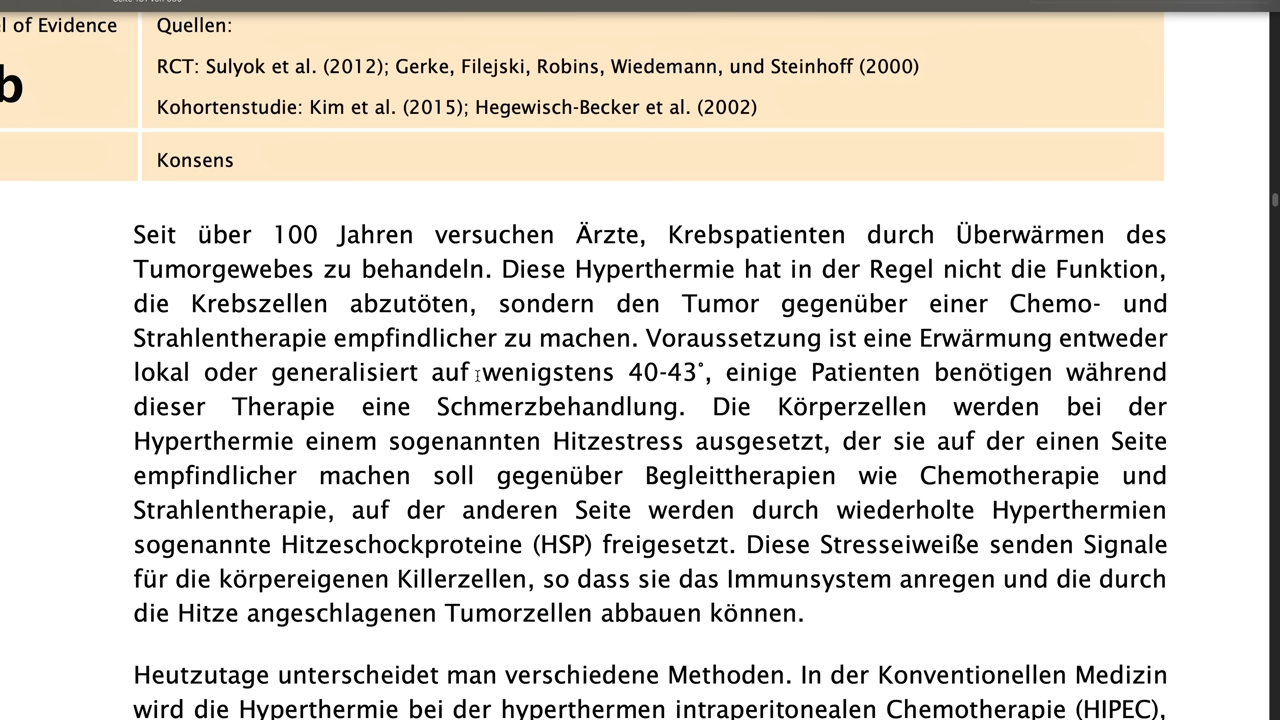 l of Evidence
Quellen:
b
RCT: Sulyok et al. (2012); Gerke, Filejski, Robins, Wiedemann, und Steinhoff (2000)
Kohortenstudie: Kim et al. (2015); Hegewisch-Becker et al. (2002)
Konsens
Seit über 100 Jahren versuchen Ärzte, Krebspatienten durch Überwärmen des
Tumorgewebes zu behandeln. Diese Hyperthermie hat in der Regel nicht die Funktion,
die Krebszellen abzutöten, sondern den Tumor gegenüber einer Chemo- und
Strahlentherapie empfindlicher zu machen. Voraussetzung ist eine Erwärmung entweder
lokal oder generalisiert auf wenigstens 40-43°, einige Patienten benötigen während
dieser Therapie eine Schmerzbehandlung. Die Körperzellen werden bei der
Hyperthermie einem sogenannten Hitzestress ausgesetzt, der sie auf der einen Seite
empfindlicher machen soll gegenüber Begleittherapien wie Chemotherapie und
Strahlentherapie, auf der anderen Seite werden durch wiederholte Hyperthermien
sogenannte Hitzeschockproteine (HSP) freigesetzt. Diese Stresseiweiße senden Signale
für die körpereigenen Killerzellen, so dass sie das Immunsystem anregen und die durch
die Hitze angeschlagenen Tumorzellen abbauen können.
Heutzutage unterscheidet man verschiedene Methoden. In der Konventionellen Medizin
wird die Hyperthermie bei der hyperthermen intraperitonealen Chemotherapie (HIPEC),